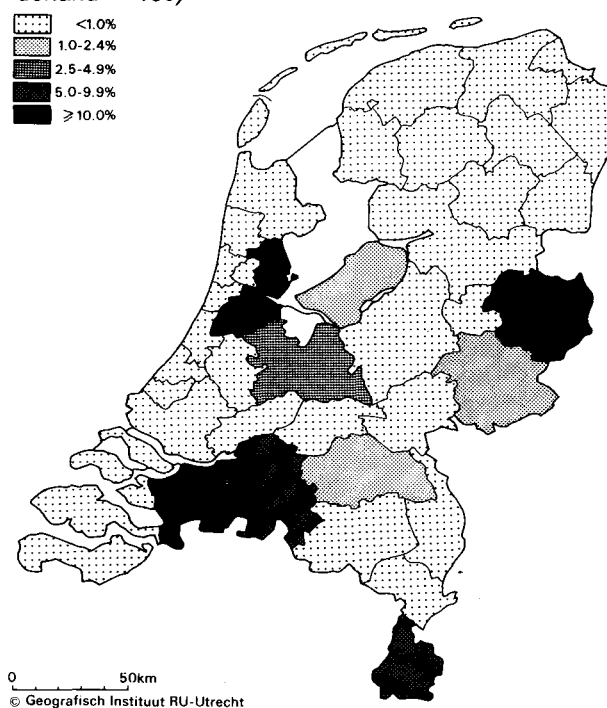 <1.0%
1.0-2.4%
2.5-4.9%
5.0-9.9%
⩾10.0%
0 50km
© Geografisch Instituut RU-Utrecht